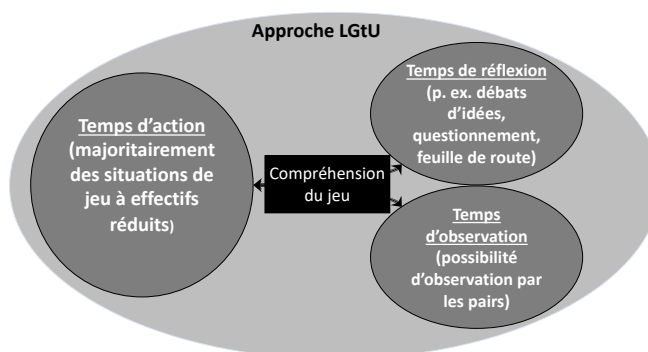 Approche LGtU
Temps d'action
(majoritairement
des situations de
jeu à effectifs
réduits)
Compréhension
du jeu
Temps de réflexion
(p. ex. débats
d'idées,
questionnement,
feuille de route)
Temps
d'observation
(possibilité
d'observation par
les pairs)